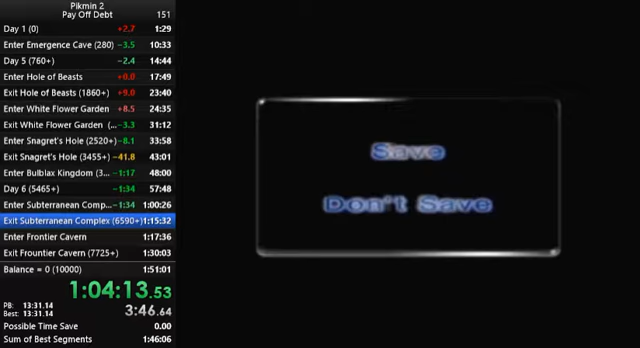 Pikmin 2
Pay Off Debt 151
Day 1 (0) +2.7 1:29
Enter Emergence Cave (280) -3.5 10:33
Day 5 (760+) -2.4 14:44
Enter Hole of Beasts +0.0 17:49
Exit Hole of Beasts (1860+) +9.0 23:40
Enter White Flower Garden +8.5 24:35
Exit White Flower Garden (... -3.3 31:12
Enter Snagret's Hole (2520+) -8.1 33:58
Exit Snagret's Hole (3455+) -41.8 43:01
Enter Bulblax Kingdom (3... -1:17 48:00
Day 6 (5465+) -1:34 57:48
Enter Subterranean Comp... -1:34 1:00:26
Exit Subterranean Complex (6590+) 1:15:32
Enter Frontier Cavern 1:17:36
Exit Frountier Cavern (7725+) 1:30:03
Balance = 0 (10000) 1:51:01
1:04:13.53
PB: 13:31.14
Best: 13:31.14 3:46.64
Possible Time Save 0.00
Sum of Best Segments 1:46:06
Save
Don't Save